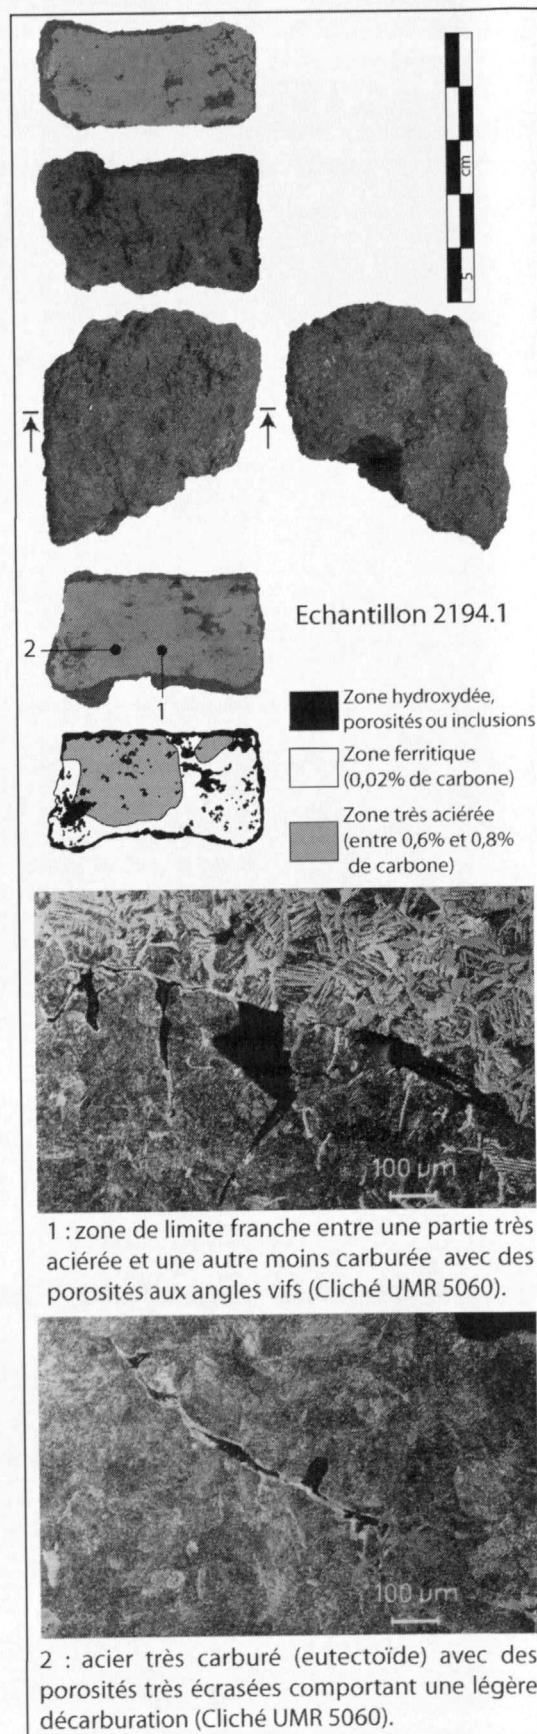 cm
5
Echantillon 2194.1
2
1
Zone hydroxydée,
porosités ou inclusions
Zone ferritique
(0,02% de carbone)
Zone très aciérée
(entre 0,6% et 0,8%
de carbone)
100 µm
1 : zone de limite franche entre une partie très
aciérée et une autre moins carburée avec des
porosités aux angles vifs (Cliché UMR 5060).
100 µm
2 : acier très carburé (eutectoïde) avec des
porosités très écrasées comportant une légère
décarburation (Cliché UMR 5060).